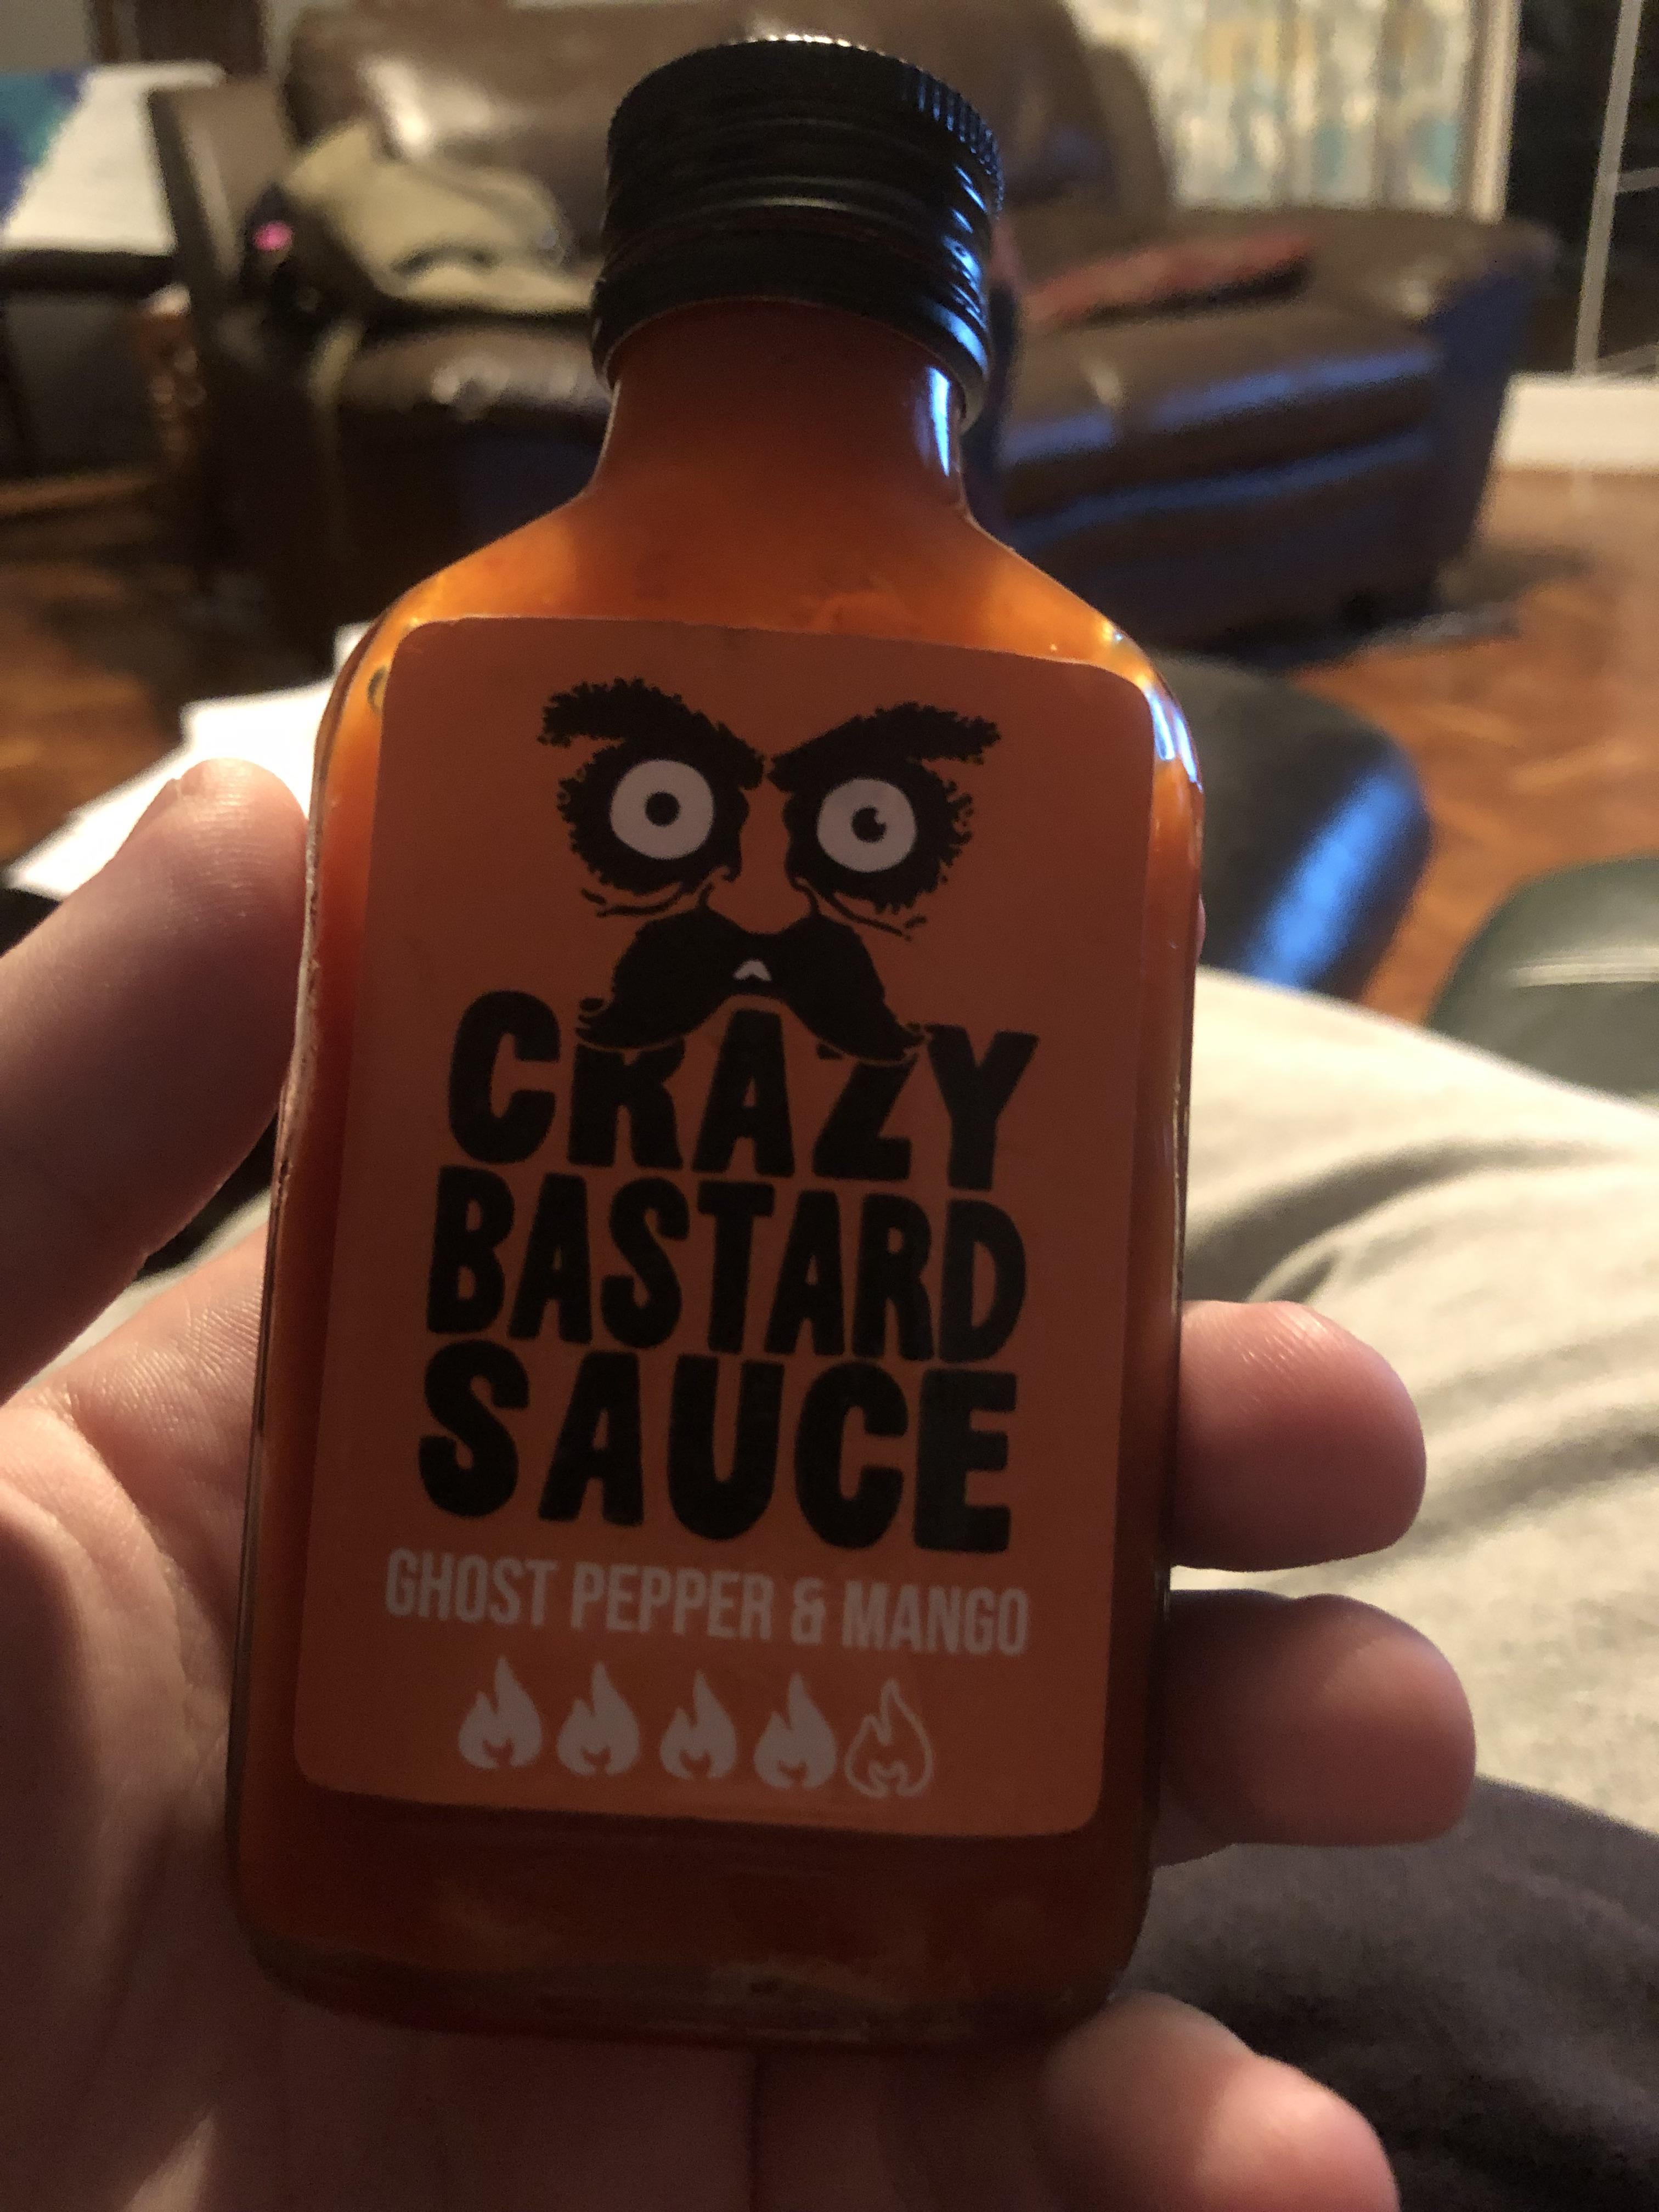 CRAZY
BASTARD
SAUCE
GHOST PEPPER & MANGO